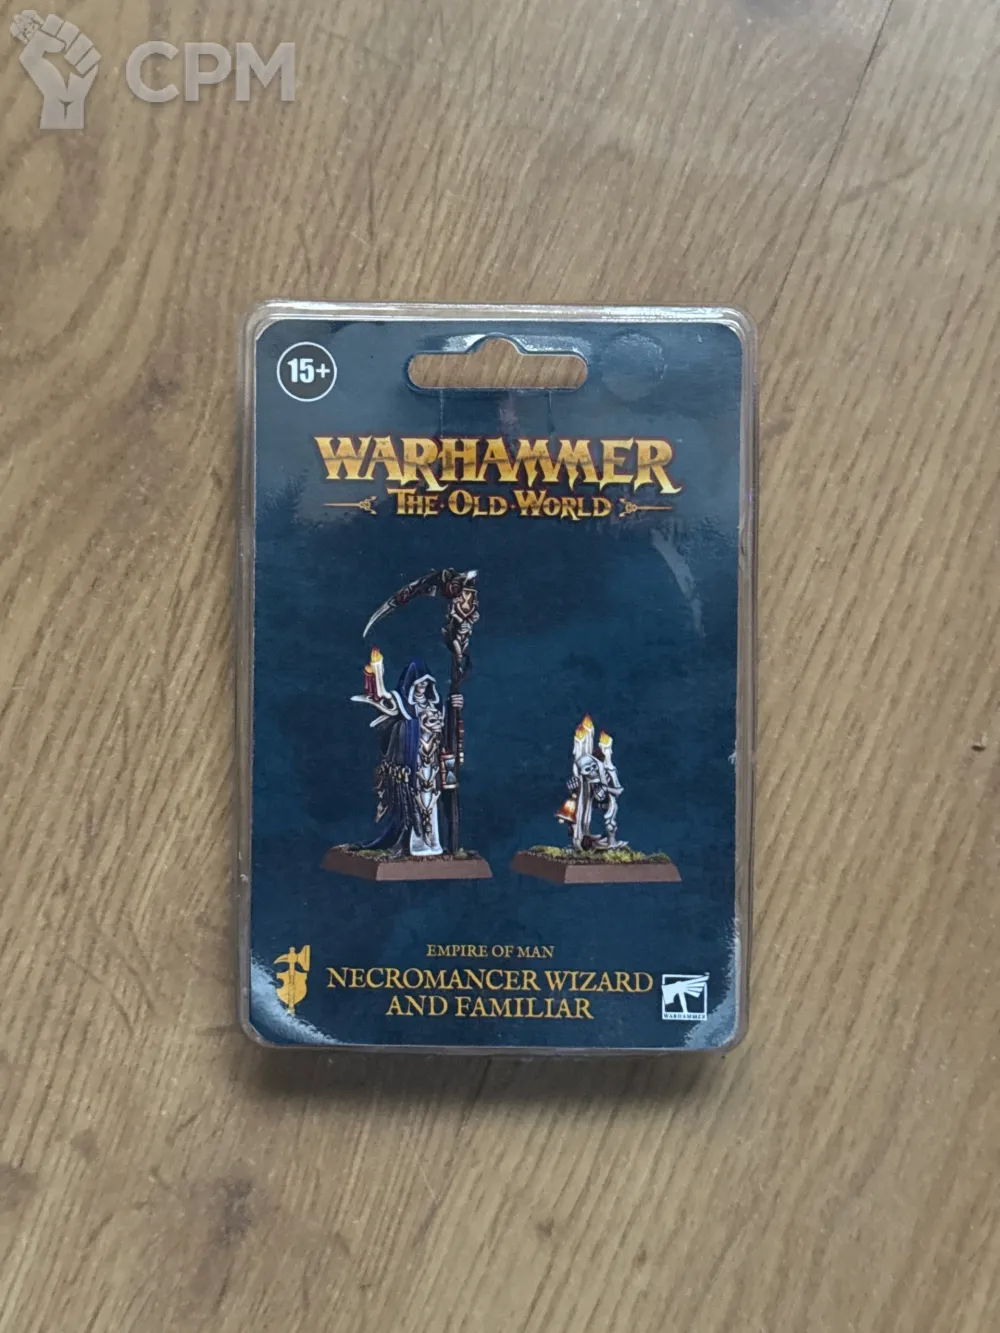 CPM
15+
WARHAMMER
THE·OLD·WORLD
EMPIRE OF MAN
NECROMANCER WIZARD
AND FAMILIAR
WARHAMMER